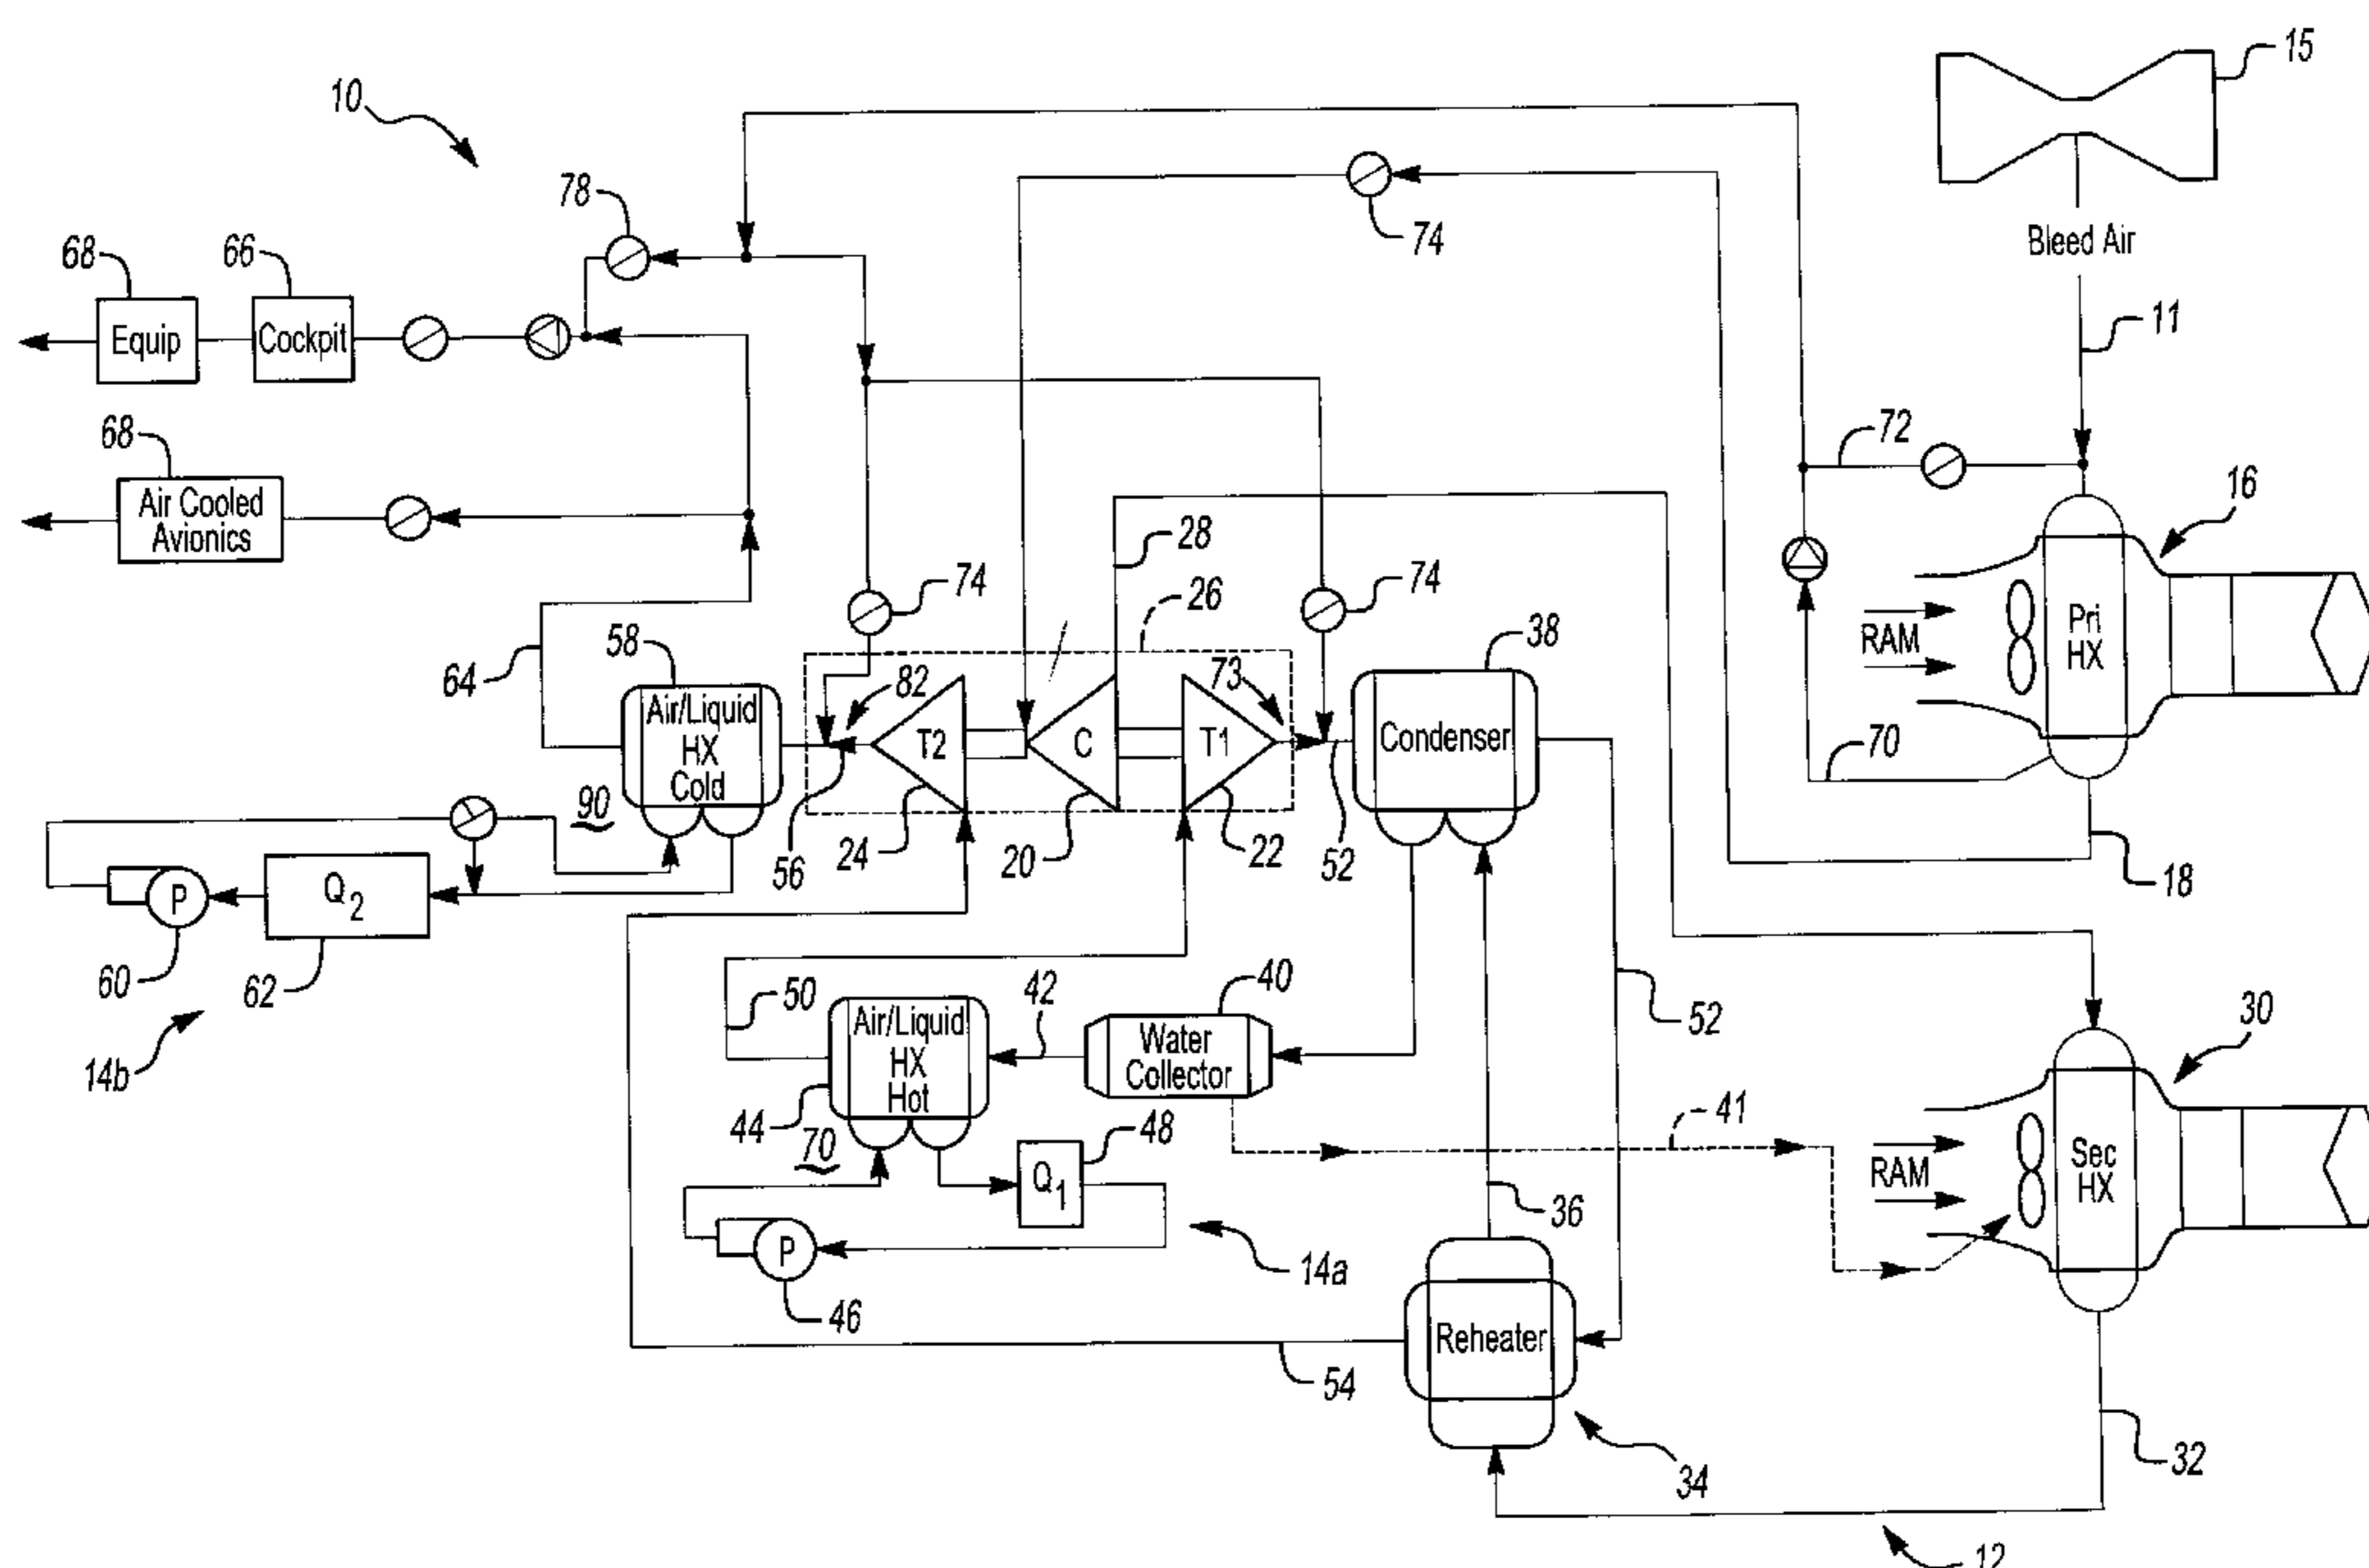 15
10
78
74
Bleed Air
68
66
Equip
Cockpit
11
68
72
Air Cooled
Avionics
16
28
74
26
74
38
58
64
82
73
RAM
Pri
HX
Air/Liquid
HX
Cold
T2
C
T1
Condenser
70
90
56
24
20
22
52
18
P
Q2
60
62
50
42
40
52
30
14b
Air/Liquid
HX
Hot
Water
Collector
44
70
48
41
RAM
Sec
HX
Q1
36
P
14a
46
Reheater
54
34
32
12